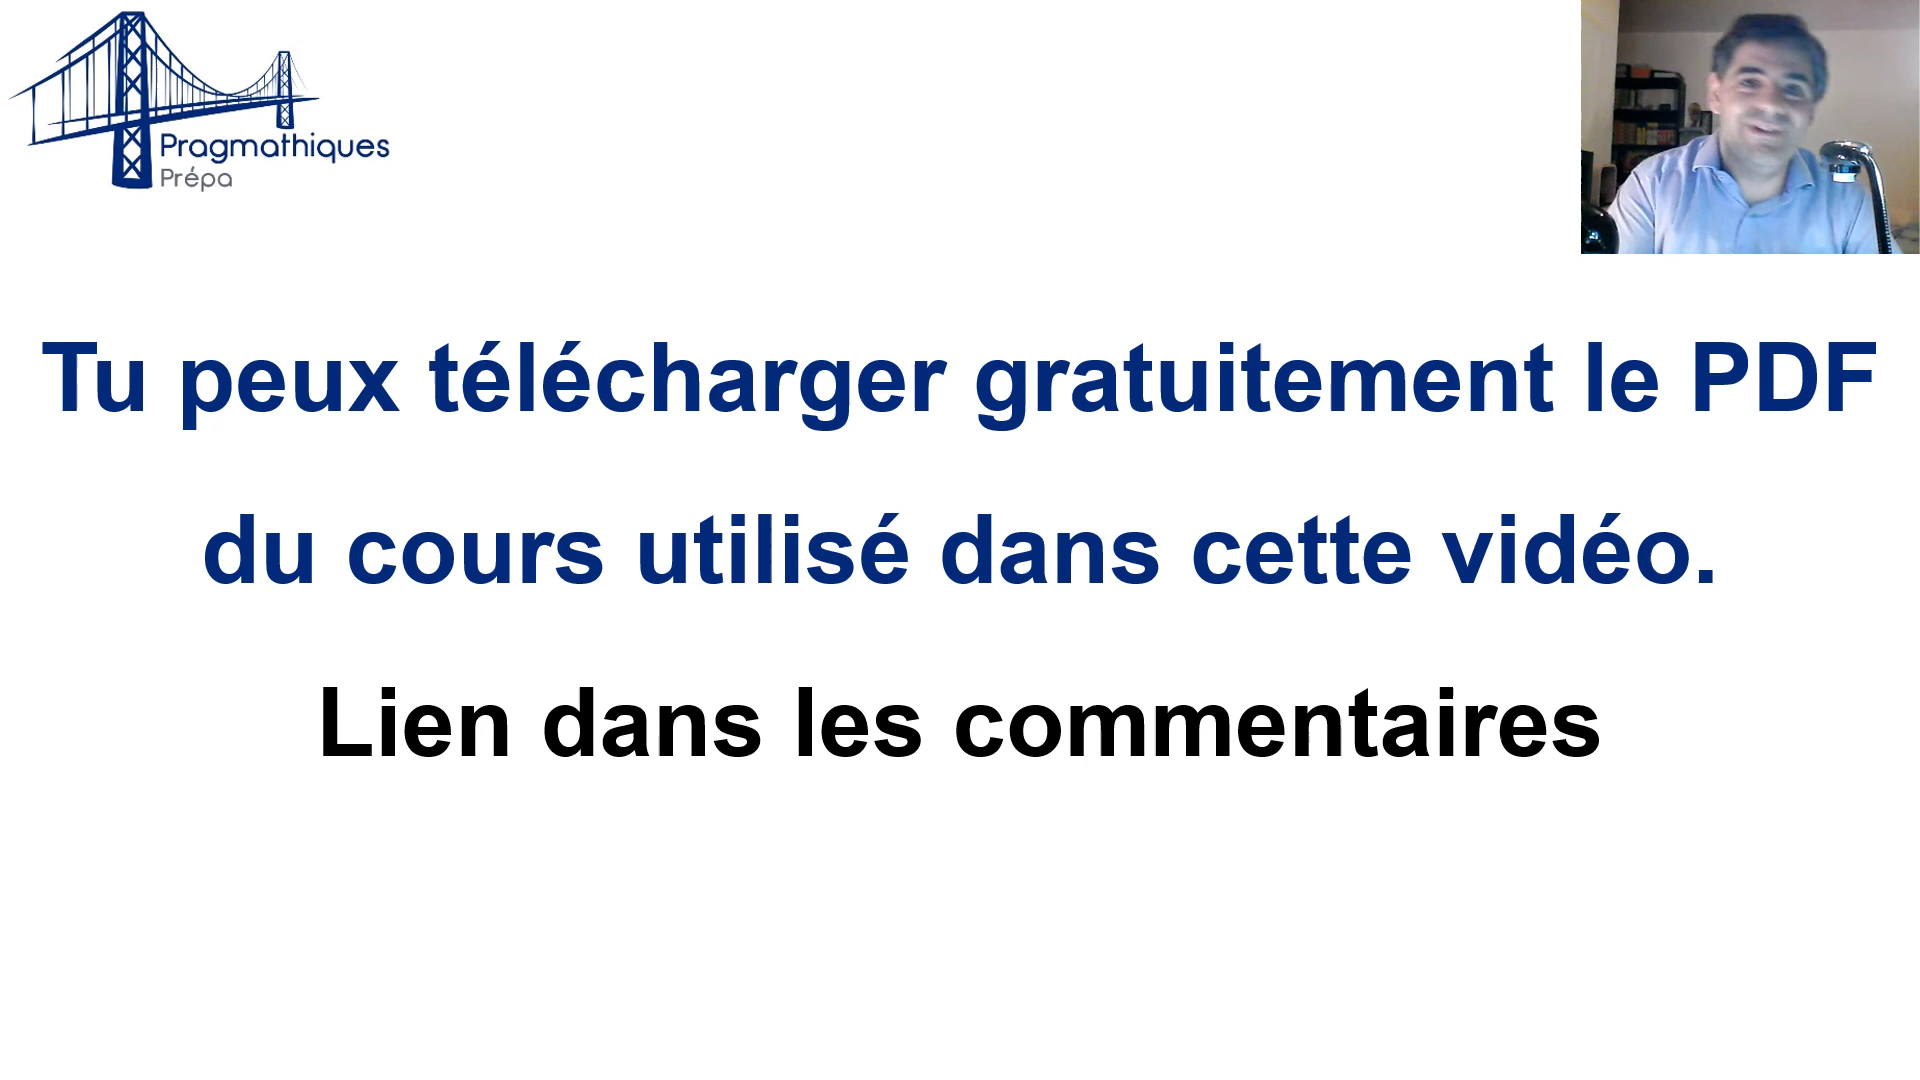 Pragmathiques
Prépa
Tu peux télécharger gratuitement le PDF
du cours utilisé dans cette vidéo.
Lien dans les commentaires